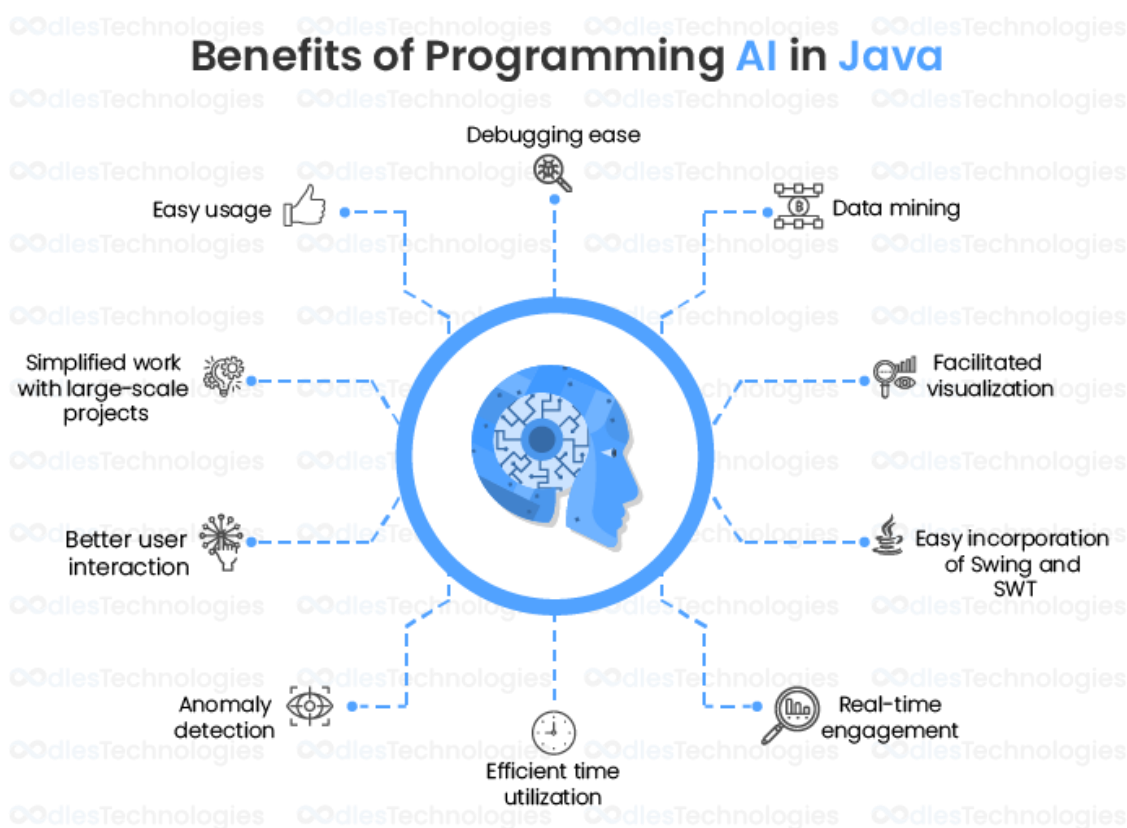 Benefits of Programming AI in Java
Debugging ease
Easy usage
Data mining
Simplified work
with large-scale
projects
Facilitated
visualization
Better user
interaction
Easy incorporation
of Swing and
SWT
Anomaly
detection
Real-time
engagement
Efficient time
utilization
OodlesTechnologies